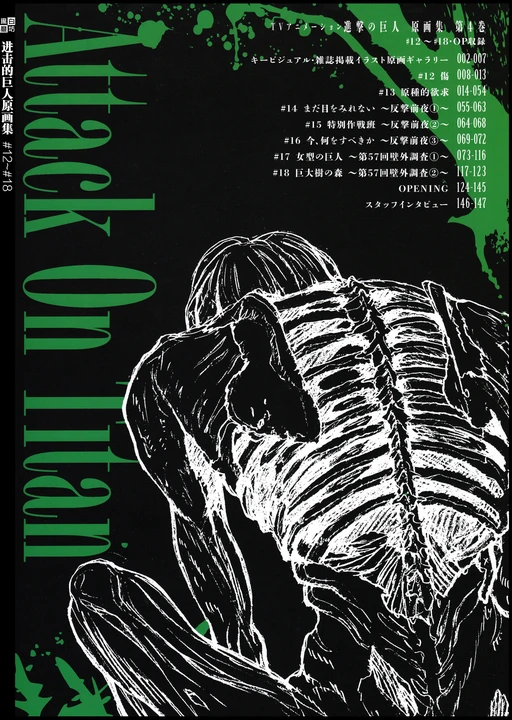 TVアニメーション進撃の巨人 原画集 第4巻
#12〜#18・OP収録
キービジュアル・雑誌掲載イラスト原画ギャラリー 002-007
#12 傷 008-013
#13 原種的欲求 014-054
#14 まだ目をみれない 〜反撃前夜①〜 055-063
#15 特別作戦班 〜反撃前夜②〜 064-068
#16 今、何をすべきか 〜反撃前夜③〜 069-072
#17 女型の巨人 〜第57回壁外調査①〜 073-116
#18 巨大樹の森 〜第57回壁外調査②〜 117-123
OPENING 124-145
スタッフインタビュー 146-147
Attack On Titan
进击的巨人原画集 #12~#18